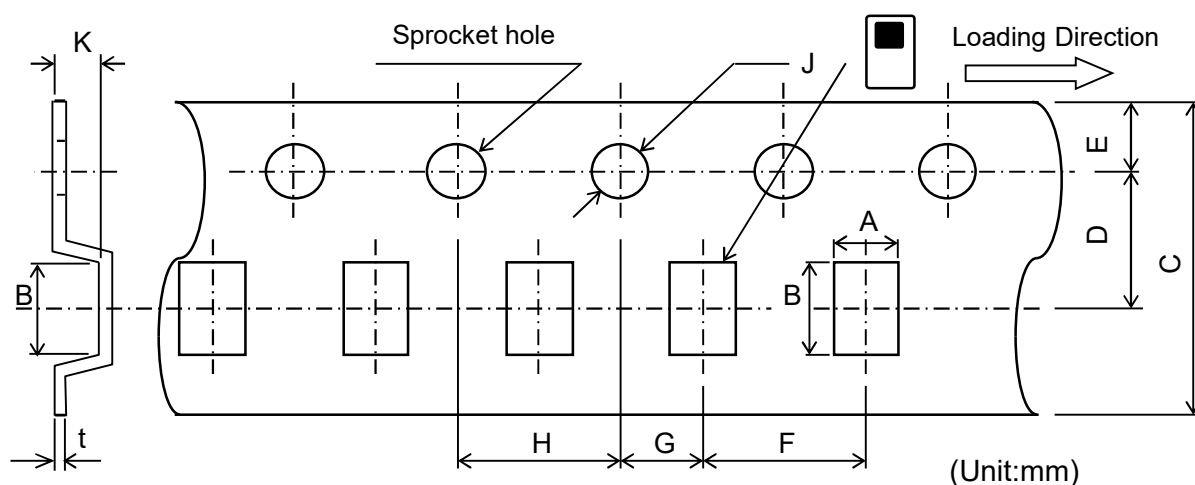 K
Sprocket hole
J
Loading Direction
E
A
D
C
B
B
t
H
G
F
(Unit:mm)